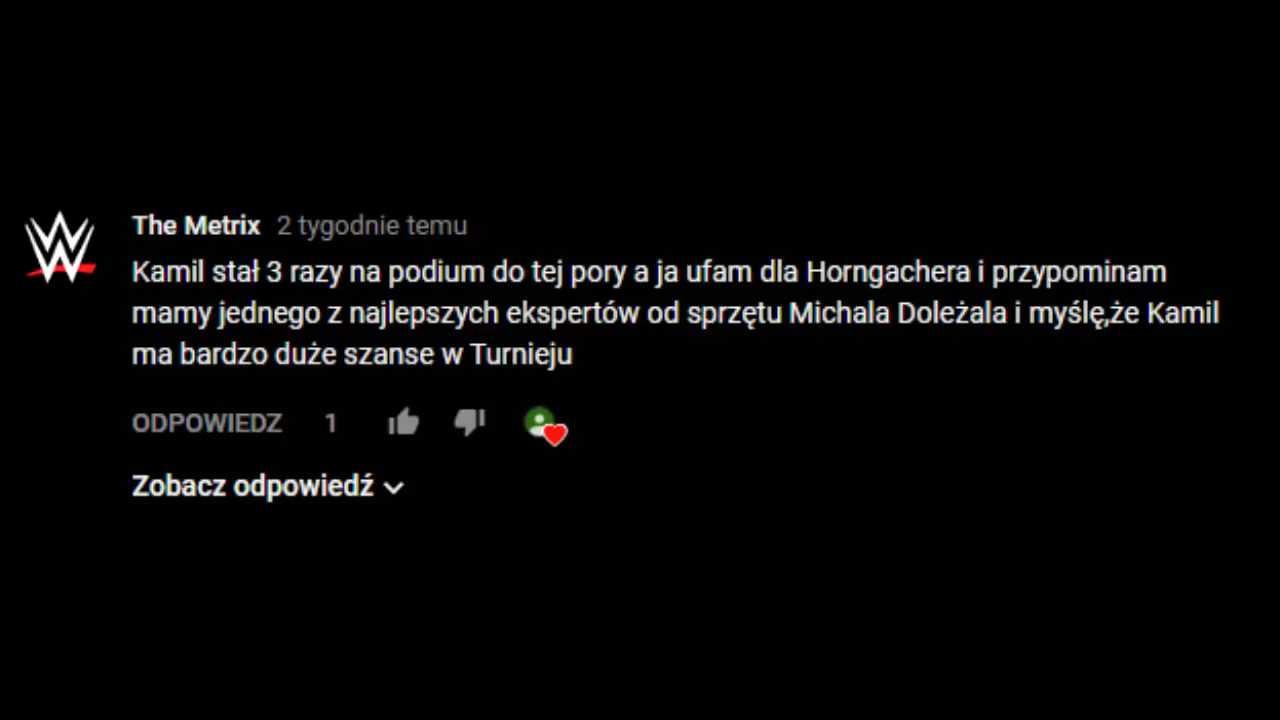 The Metrix 2 tygodnie temu
Kamil stał 3 razy na podium do tej pory a ja ufam dla Horngachera i przypominam
mamy jednego z najlepszych ekspertów od sprzętu Michala Doleżala i myślę,że Kamil
ma bardzo duże szanse w Turnieju
ODPOWIEDZ 1
Zobacz odpowiedź